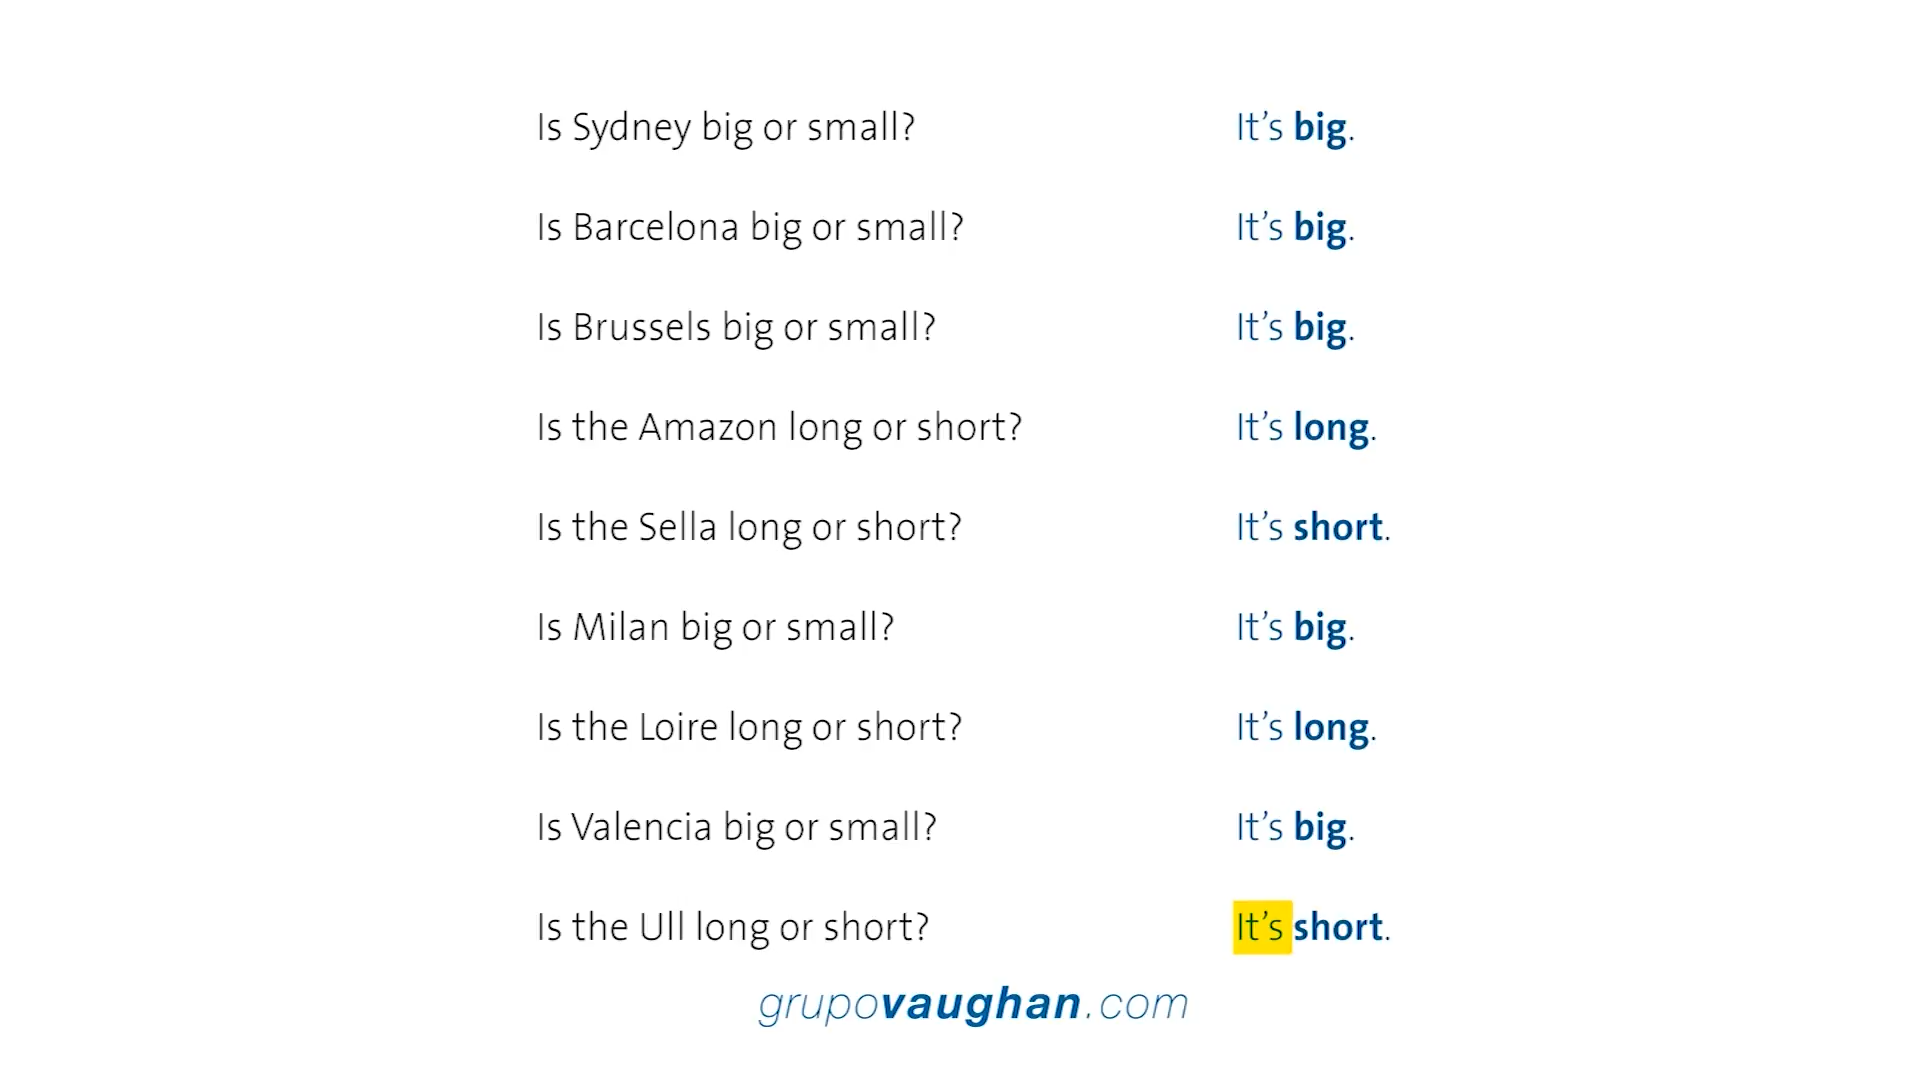 Is Sydney big or small? It’s big.
Is Barcelona big or small? It’s big.
Is Brussels big or small? It’s big.
Is the Amazon long or short? It’s long.
Is the Sella long or short? It’s short.
Is Milan big or small? It’s big.
Is the Loire long or short? It’s long.
Is Valencia big or small? It’s big.
Is the Ull long or short? It’s short.
grupovaughan.com